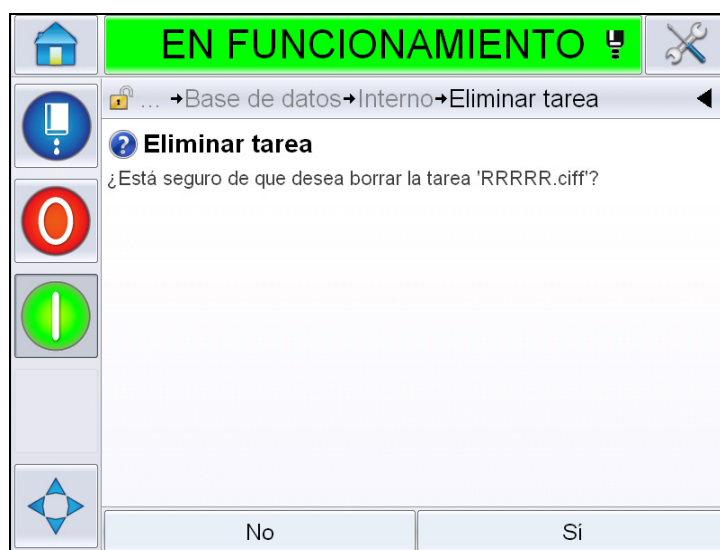 EN FUNCIONAMIENTO
... →Base de datos→Interno→Eliminar tarea
Eliminar tarea
¿Está seguro de que desea borrar la tarea 'RRRRR.ciff'?
No
Sí